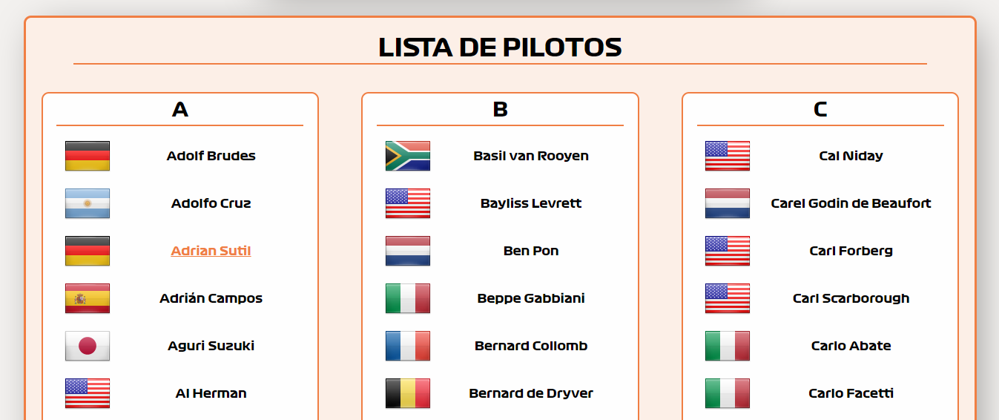 LISTA DE PILOTOS
A
Adolf Brudes
Adolfo Cruz
Adrian Sutil
Adrián Campos
Aguri Suzuki
Al Herman
B
Basil van Rooyen
Bayliss Levrett
Ben Pon
Beppe Gabbiani
Bernard Collomb
Bernard de Dryver
C
Cal Niday
Carel Godin de Beaufort
Carl Forberg
Carl Scarborough
Carlo Abate
Carlo Facetti